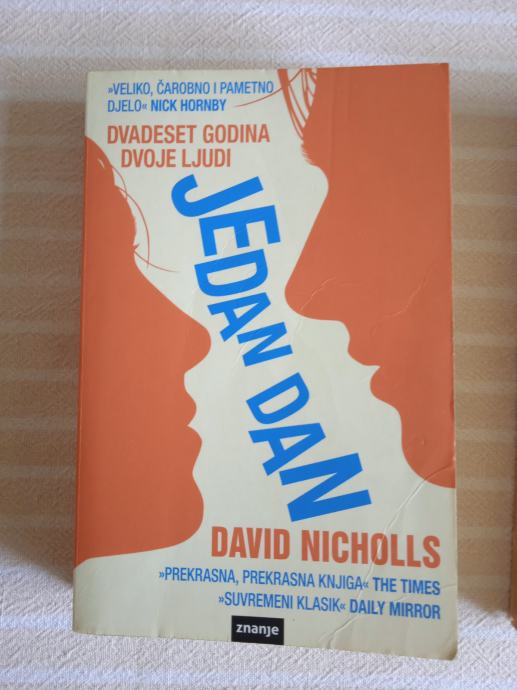 »VELIKO, ČAROBNO I PAMETNO
DJELO« NICK HORNBY
DVADESET GODINA
DVOJE LJUDI
JEDAN DAN
DAVID NICHOLLS
»PREKRASNA, PREKRASNA KNJIGA« THE TIMES
»SUVREMENI KLASIK« DAILY MIRROR
znanje